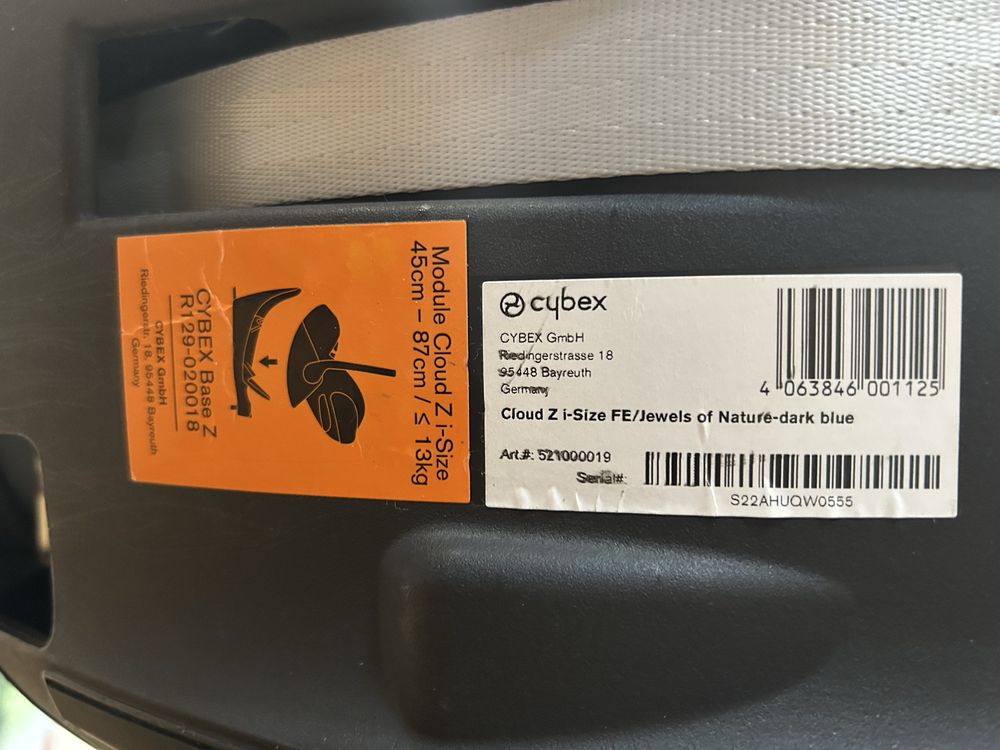 Module Cloud Z i-Size
45cm – 87cm / ≤ 13kg
CYBEX Base Z
R129-020018
CYBEX GmbH
Riedingerstr. 18, 95448 Bayreuth
Germany
cybex
CYBEX GmbH
Riedingerstrasse 18
95448 Bayreuth
Germany
4 063846 001125
Cloud Z i-Size FE/Jewels of Nature-dark blue
Art.#: 521000019
Serial#:
S22AHUQW0555